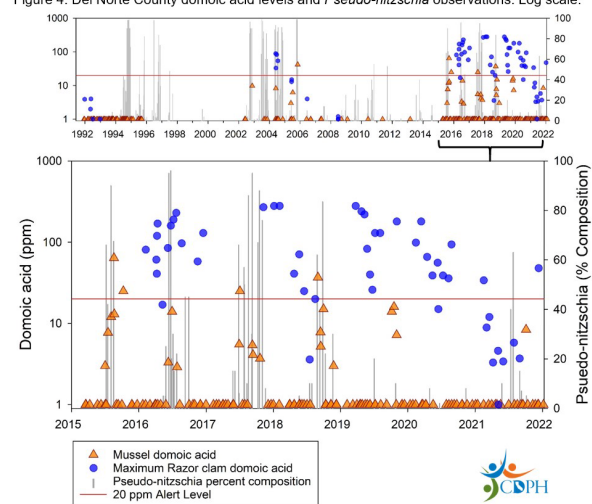 Figure 4. Del Norte County domoic acid levels and Pseudo-nitzschia observations. Log scale.
1000
100
10
1
100
80
60
40
20
0
1992 1994 1996 1998 2000 2002 2004 2006 2008 2010 2012 2014 2016 2018 2020 2022
Domoic acid (ppm)
1000
100
10
1
100
80
60
40
20
0
Psuedo-nitzschia (% Composition)
2015 2016 2017 2018 2019 2020 2021 2022
Mussel domoic acid
Maximum Razor clam domoic acid
Pseudo-nitzschia percent composition
20 ppm Alert Level
CDPH